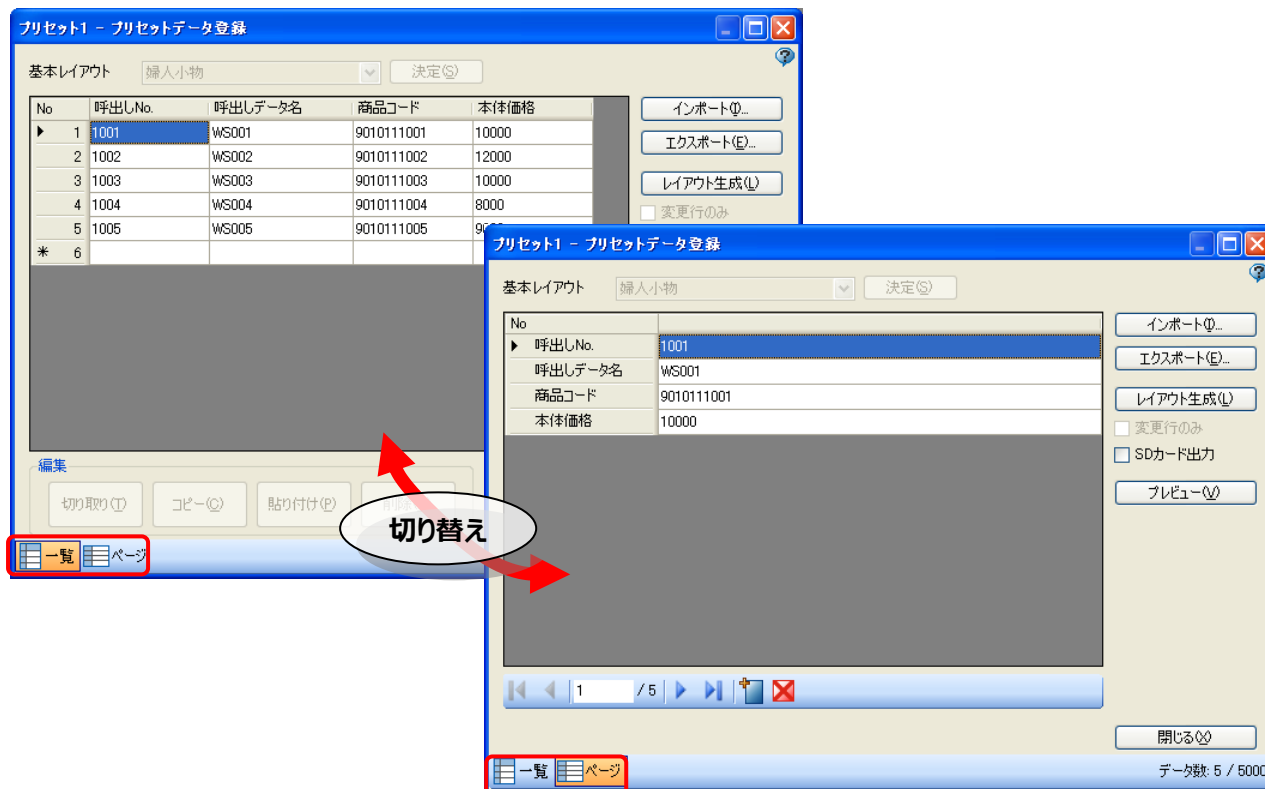 プリセット1 - プリセットデータ登録
基本レイアウト 婦人小物 決定(S)
No 呼出しNo. 呼出しデータ名 商品コード 本体価格
1 1001 WS001 9010111001 10000
2 1002 WS002 9010111002 12000
3 1003 WS003 9010111003 10000
4 1004 WS004 9010111004 8000
5 1005 WS005 9010111005
* 6
インポート(I)...
エクスポート(E)...
レイアウト生成(L)
変更行のみ
編集
切り取り(T) コピー(C) 貼り付け(P)
一覧 ページ
切り替え
プリセット1 - プリセットデータ登録
基本レイアウト 婦人小物 決定(S)
No
呼出しNo. 1001
呼出しデータ名 WS001
商品コード 9010111001
本体価格 10000
インポート(I)...
エクスポート(E)...
レイアウト生成(L)
変更行のみ
SDカード出力
プレビュー(V)
1 / 5
閉じる(X)
一覧 ページ
データ数: 5 / 5000